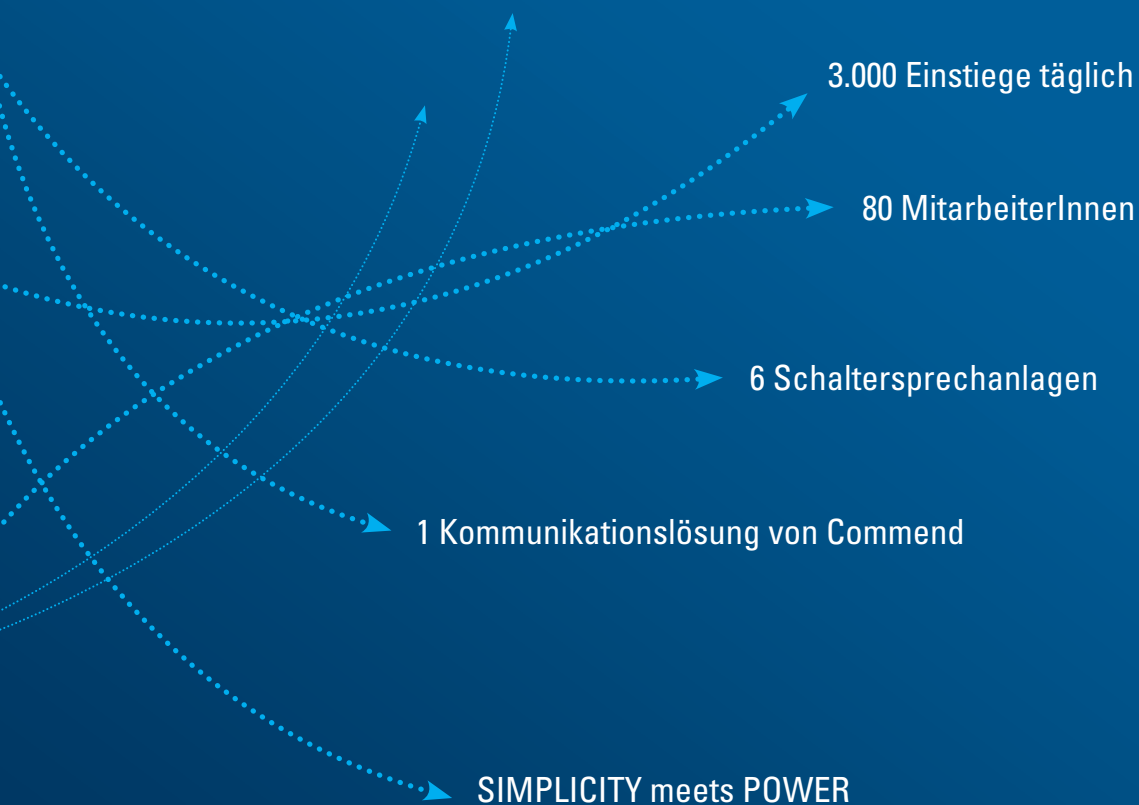 3.000 Einstiege täglich
80 MitarbeiterInnen
6 Schaltersprechanlagen
1 Kommunikationslösung von Commend
SIMPLICITY meets POWER